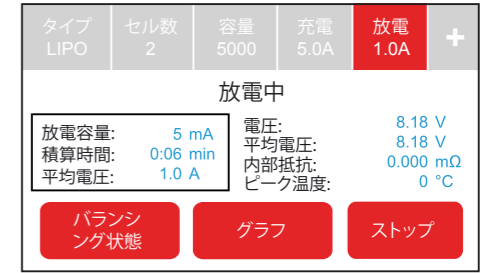 タイプ
LIPO
セル数
2
容量
5000
充電
5.0A
放電
1.0A
+
放電中
放電容量: 5 mA
積算時間: 0:06 min
平均電圧: 1.0 A
電圧: 8.18 V
平均電圧: 8.18 V
内部抵抗: 0.000 mΩ
ピーク温度: 0 °C
バランシ
ング状態
グラフ
ストップ